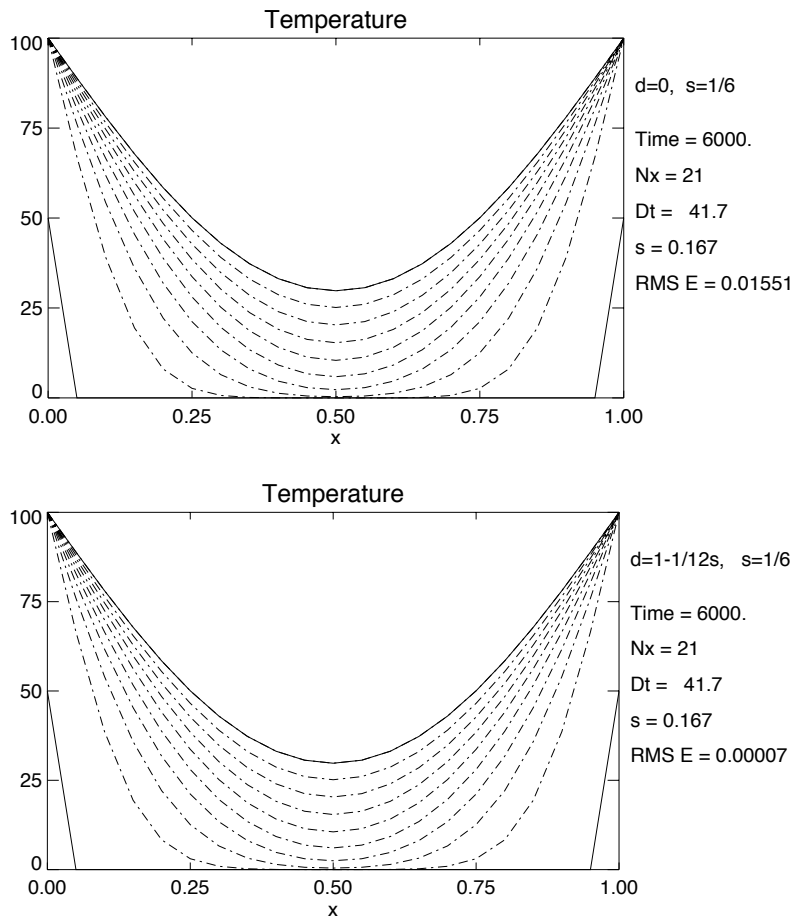 Temperature
100
75
50
25
0
0.00 0.25 0.50 0.75 1.00
x
d=0, s=1/6
Time = 6000.
Nx = 21
Dt = 41.7
s = 0.167
RMS E = 0.01551
Temperature
100
75
50
25
0
0.00 0.25 0.50 0.75 1.00
x
d=1-1/12s, s=1/6
Time = 6000.
Nx = 21
Dt = 41.7
s = 0.167
RMS E = 0.00007